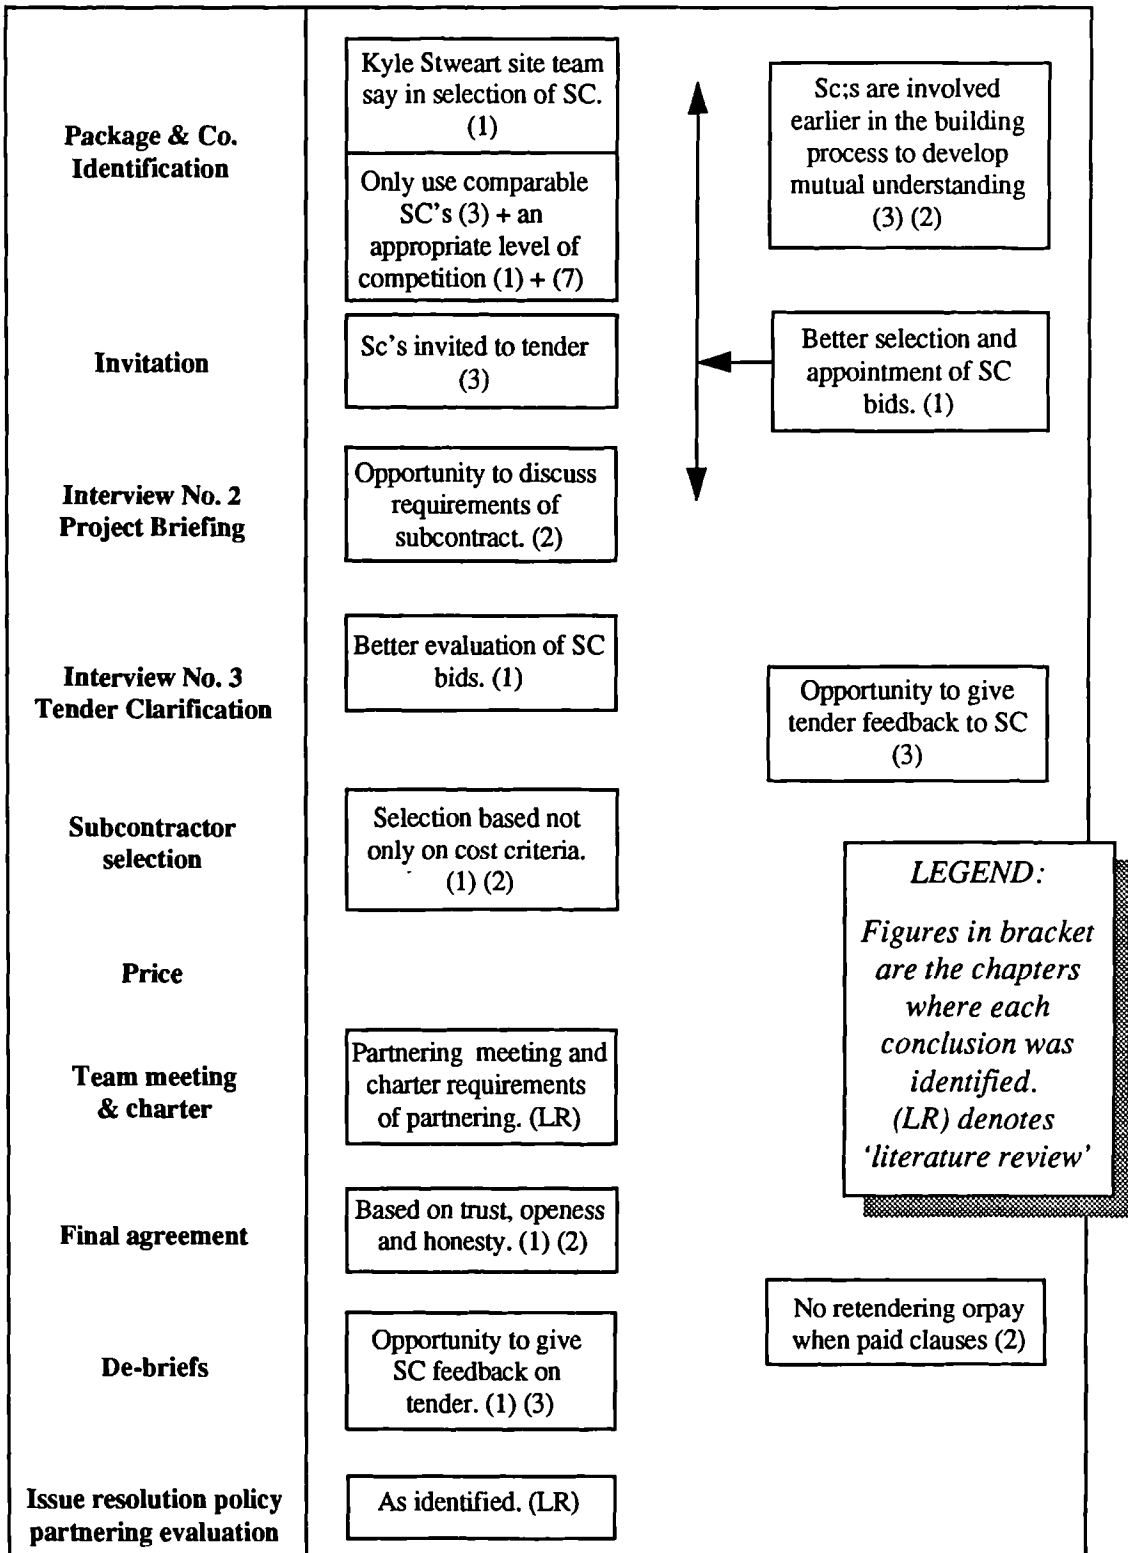 Package & Co.
Identification
Kyle Stweart site team
say in selection of SC.
(1)
Only use comparable
SC's (3) + an
appropriate level of
competition (1) + (7)
Sc;s are involved
earlier in the building
process to develop
mutual understanding
(3) (2)
Invitation
Sc's invited to tender
(3)
Better selection and
appointment of SC
bids. (1)
Interview No. 2
Project Briefing
Opportunity to discuss
requirements of
subcontract. (2)
Interview No. 3
Tender Clarification
Better evaluation of SC
bids. (1)
Opportunity to give
tender feedback to SC
(3)
Subcontractor
selection
Selection based not
only on cost criteria.
(1) (2)
LEGEND:
Figures in bracket
are the chapters
where each
conclusion was
identified.
(LR) denotes
'literature review'
Price
Team meeting
& charter
Partnering meeting and
charter requirements
of partnering. (LR)
Final agreement
Based on trust, openess
and honesty. (1) (2)
No retendering orpay
when paid clauses (2)
De-briefs
Opportunity to give
SC feedback on
tender. (1) (3)
Issue resolution policy
partnering evaluation
As identified. (LR)